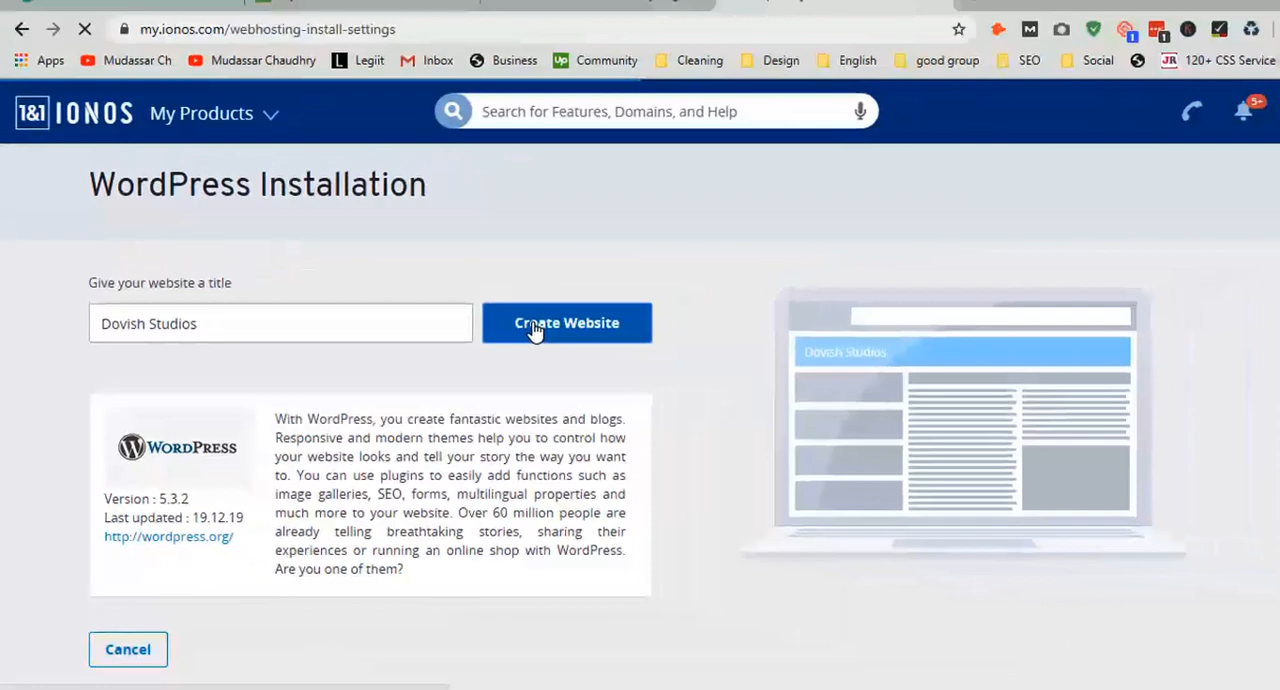 my.ionos.com/webhosting-install-settings
1
1
Apps Mudassar Ch Mudassar Chaudhry L Legiit Inbox Business Up Community Cleaning Design English good group SEO Social JR 120+ CSS Service
1&1 IONOS My Products Search for Features, Domains, and Help 5+
WordPress Installation
Give your website a title
Dovish Studios Create Website
Dovish Studios
With WordPress, you create fantastic websites and blogs.
Responsive and modern themes help you to control how
your website looks and tell your story the way you want
to. You can use plugins to easily add functions such as
image galleries, SEO, forms, multilingual properties and
much more to your website. Over 60 million people are
already telling breathtaking stories, sharing their
experiences or running an online shop with WordPress.
Are you one of them?
WORDPRESS
Version : 5.3.2
Last updated : 19.12.19
http://wordpress.org/
Cancel